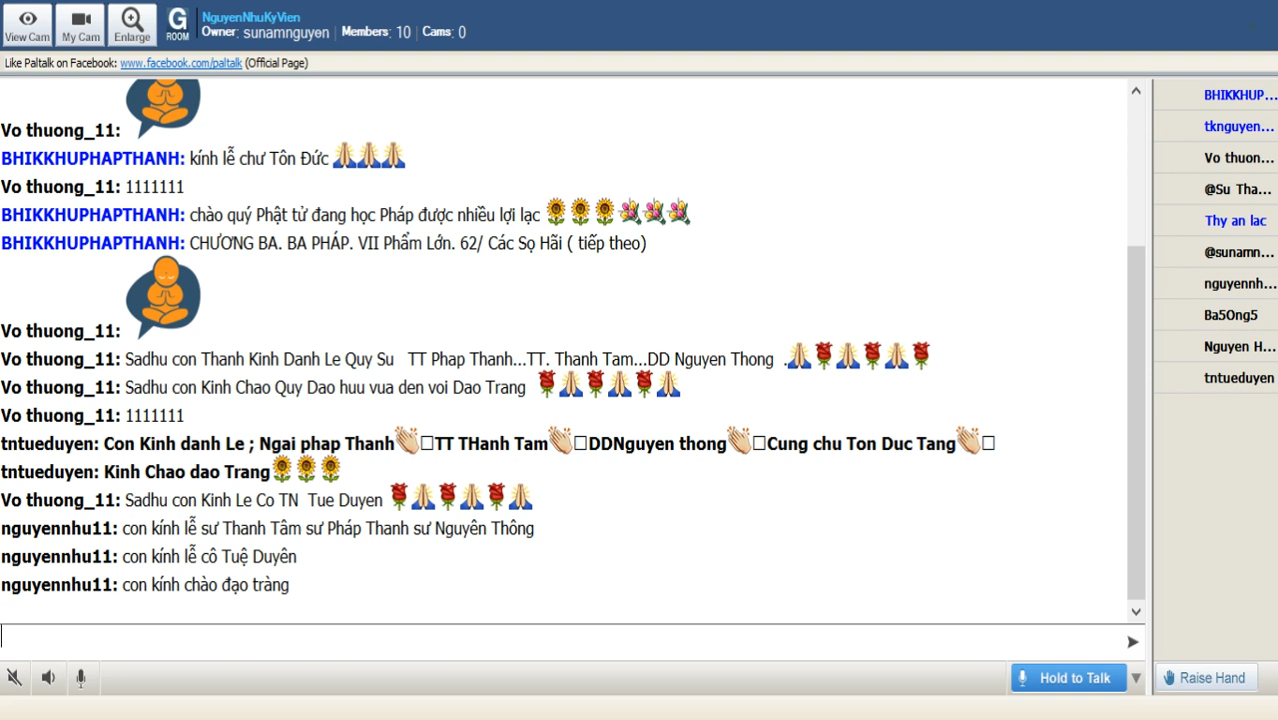 View Cam
My Cam
Enlarge
G
ROOM
NguyenNhuKyVien
Owner: sunamnguyen | Members: 10 | Cams: 0
Like Paltalk on Facebook: www.facebook.com/paltalk (Official Page)
Vo thuong_11:
BHIKKHUPHAPTHANH: kính lễ chư Tôn Đức 🙏🙏🙏
Vo thuong_11: 1111111
BHIKKHUPHAPTHANH: chào quý Phật tử đang học Pháp được nhiều lợi lạc 🌻🌻🌻💐💐💐
BHIKKHUPHAPTHANH: CHƯƠNG BA. BA PHÁP. VII Phẩm Lớn. 62/ Các Sợ Hãi ( tiếp theo)
Vo thuong_11:
Vo thuong_11: Sadhu con Thanh Kinh Danh Le Quy Su TT Phap Thanh...TT. Thanh Tam...DD Nguyen Thong .🙏🌹🙏🌹🙏🌹
Vo thuong_11: Sadhu con Kinh Chao Quy Dao huu vua den voi Dao Trang 🌹🙏🌹🙏🌹🙏
Vo thuong_11: 1111111
tntueduyen: Con Kinh danh Le ; Ngai phap Thanh👏□TT THanh Tam👏□DDNguyen thong👏□Cung chu Ton Duc Tang👏□
tntueduyen: Kinh Chao dao Trang🌻🌻🌻
Vo thuong_11: Sadhu con Kinh Le Co TN Tue Duyen 🌹🙏🌹🙏🌹🙏
nguyennhu11: con kính lễ sư Thanh Tâm sư Pháp Thanh sư Nguyên Thông
nguyennhu11: con kính lễ cô Tuệ Duyên
nguyennhu11: con kính chào đạo tràng
BHIKKHUP...
tknguyen...
Vo thuon...
@Su Tha...
Thy an lac
@sunamn...
nguyennh...
Ba5Ong5
Nguyen H...
tntueduyen
Hold to Talk
Raise Hand